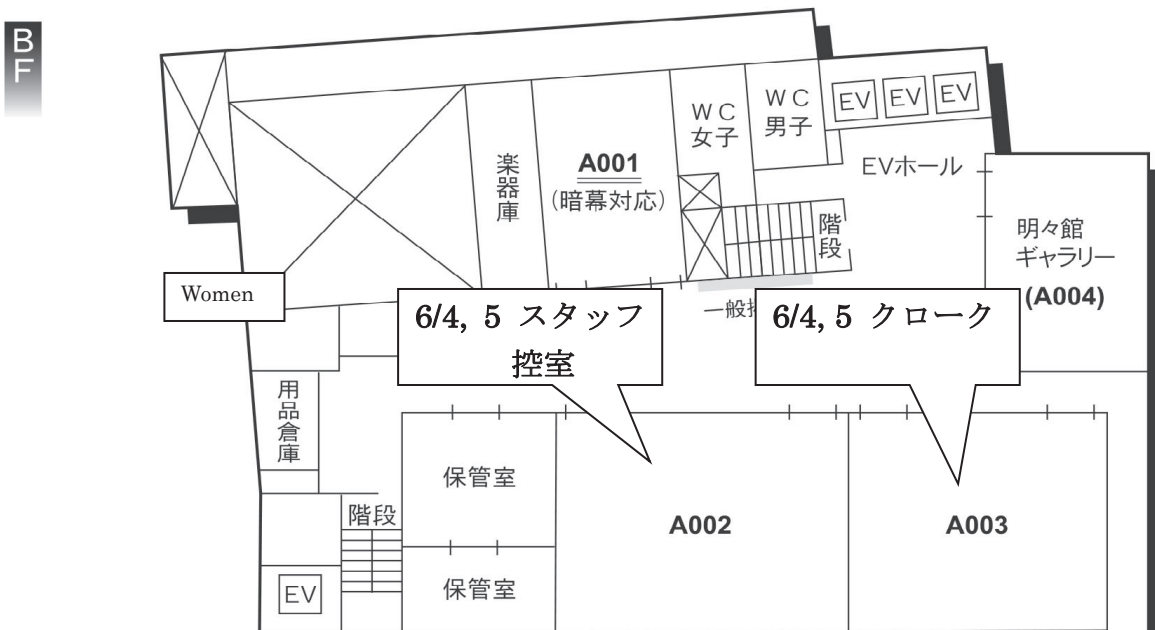 BF
WC
女子
WC
男子
EV
EV
EV
楽器庫
A001
(暗幕対応)
階段
EVホール
明々館
ギャラリー
(A004)
Women
一般
6/4, 5 スタッフ
控室
6/4, 5 クローク
用品倉庫
保管室
階段
A002
A003
EV
保管室